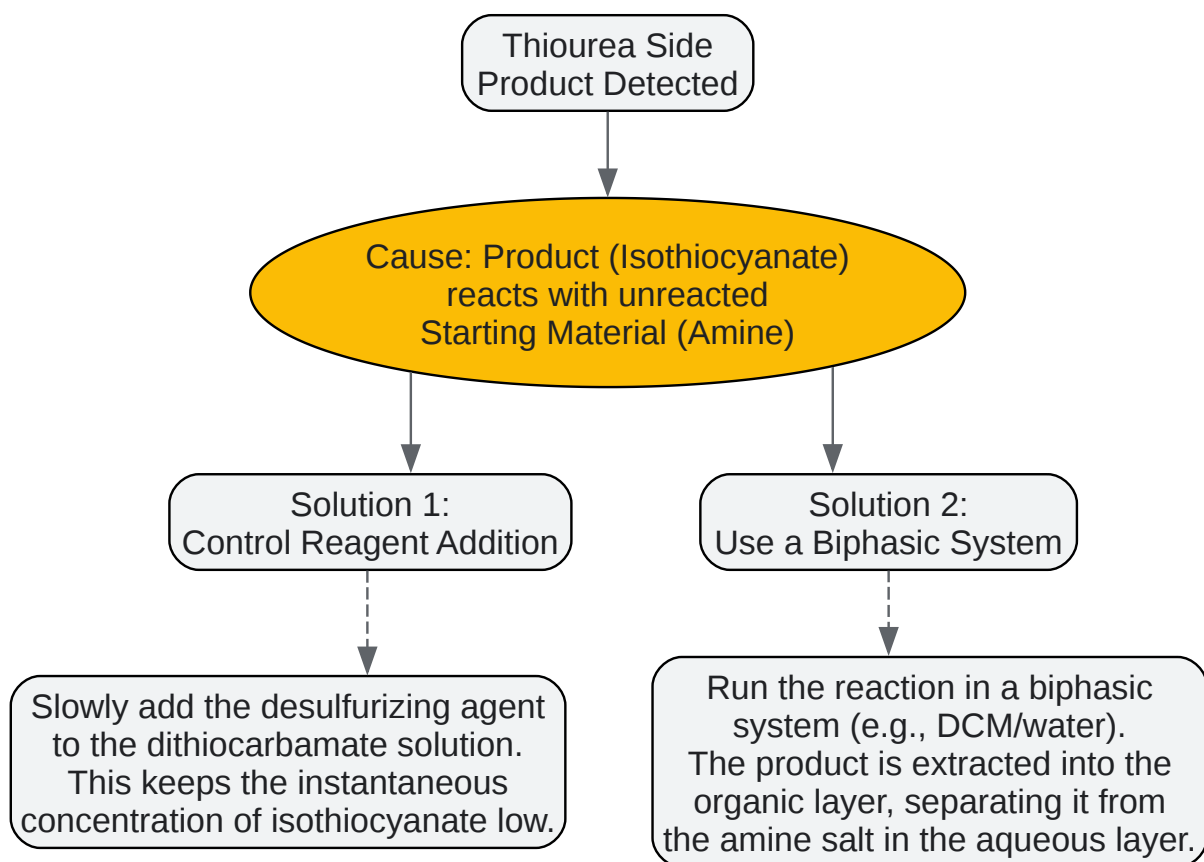 Thiourea Side
Product Detected
Cause: Product (Isothiocyanate)
reacts with unreacted
Starting Material (Amine)
Solution 1:
Control Reagent Addition
Solution 2:
Use a Biphasic System
Slowly add the desulfurizing agent
to the dithiocarbamate solution.
This keeps the instantaneous
concentration of isothiocyanate low.
Run the reaction in a biphasic
system (e.g., DCM/water).
The product is extracted into the
organic layer, separating it from
the amine salt in the aqueous layer.